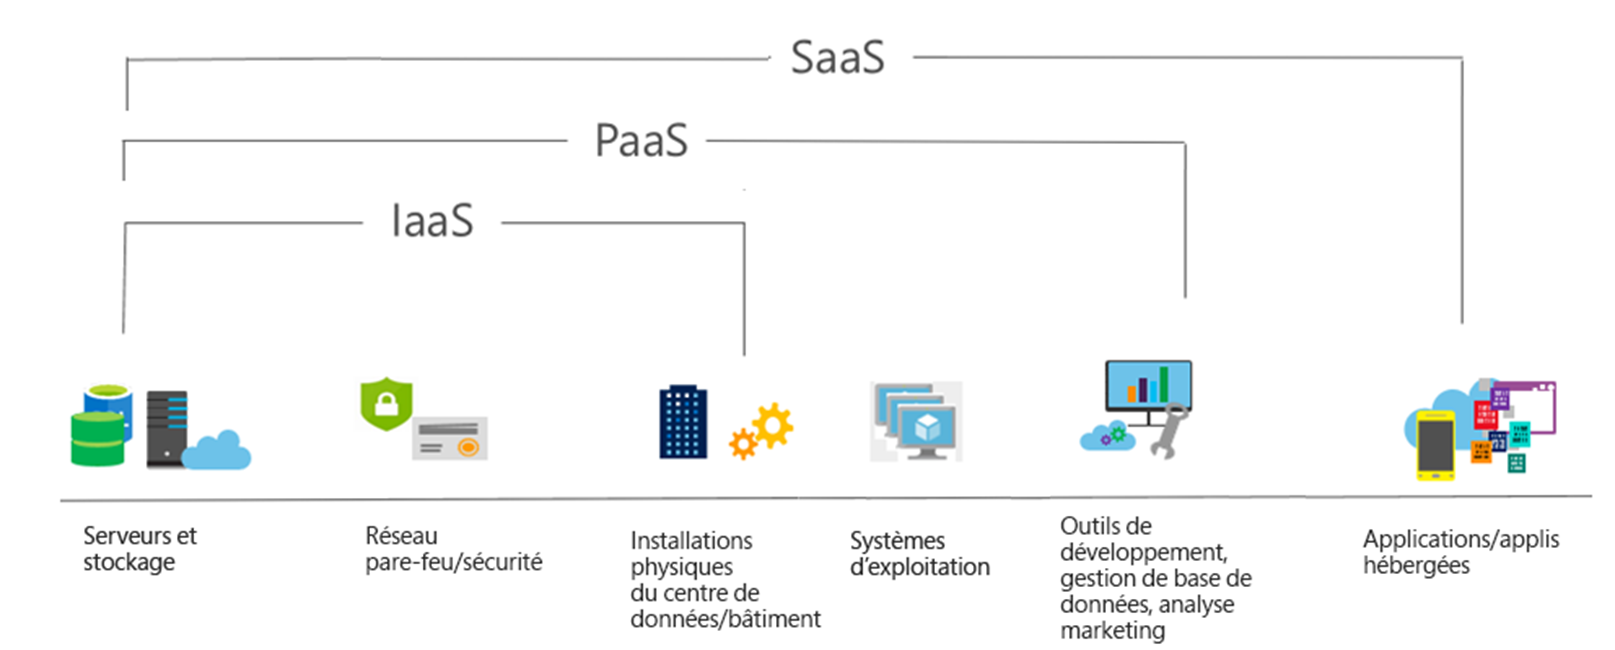 SaaS
PaaS
IaaS
Serveurs et
stockage
Réseau
pare-feu/sécurité
Installations
physiques
du centre de
données/bâtiment
Systèmes
d'exploitation
Outils de
développement,
gestion de base de
données, analyse
marketing
Applications/applis
hébergées